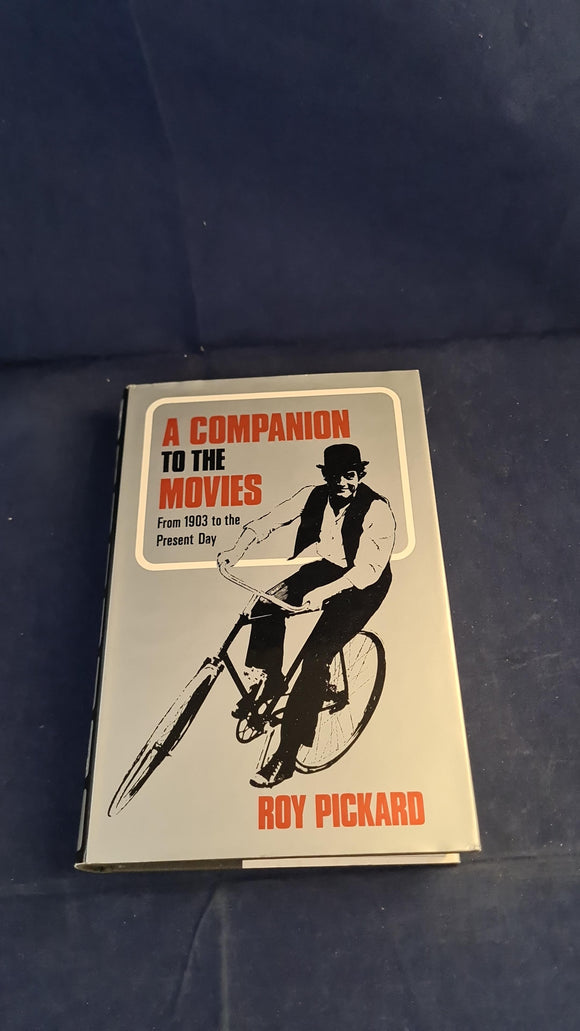 A COMPANION
TO THE
MOVIES
From 1903 to the
Present Day
ROY PICKARD